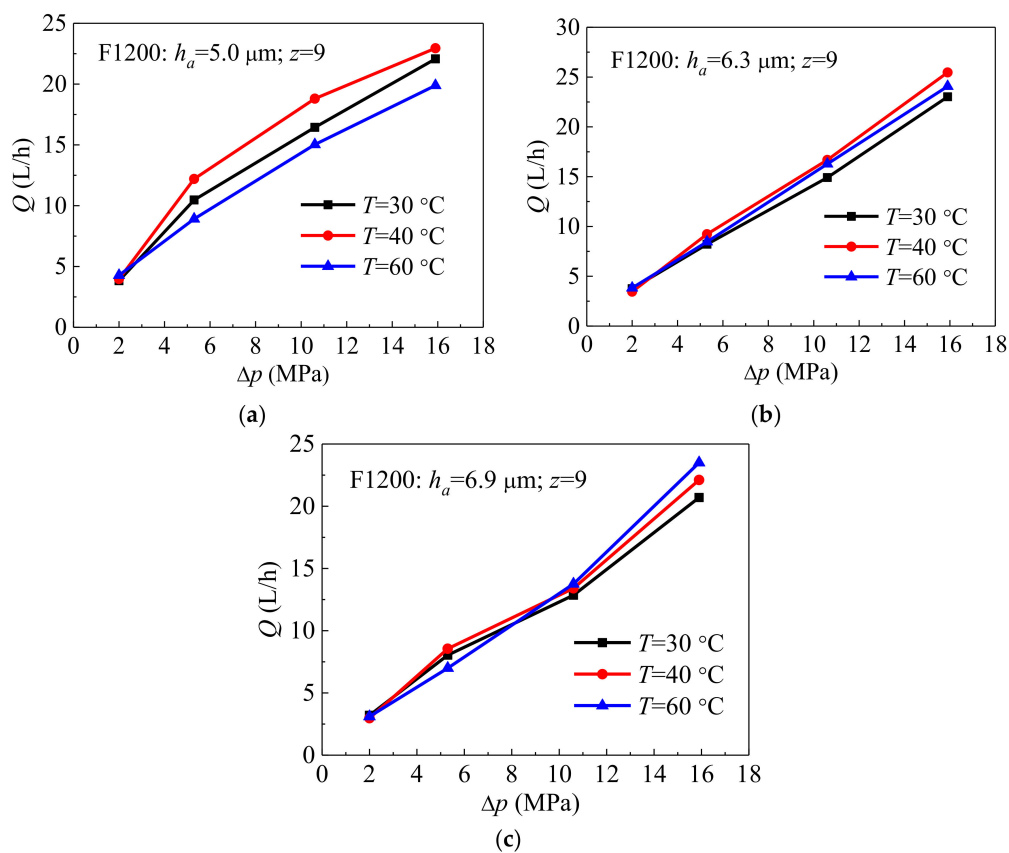 25
20
15
10
5
0
Q (L/h)
F1200: hₐ=5.0 μm; z=9
T=30 °C
T=40 °C
T=60 °C
0 2 4 6 8 10 12 14 16 18
Δp (MPa)
(a)
30
25
20
15
10
5
0
Q (L/h)
F1200: hₐ=6.3 μm; z=9
T=30 °C
T=40 °C
T=60 °C
0 2 4 6 8 10 12 14 16 18
Δp (MPa)
(b)
25
20
15
10
5
0
Q (L/h)
F1200: hₐ=6.9 μm; z=9
T=30 °C
T=40 °C
T=60 °C
0 2 4 6 8 10 12 14 16 18
Δp (MPa)
(c)